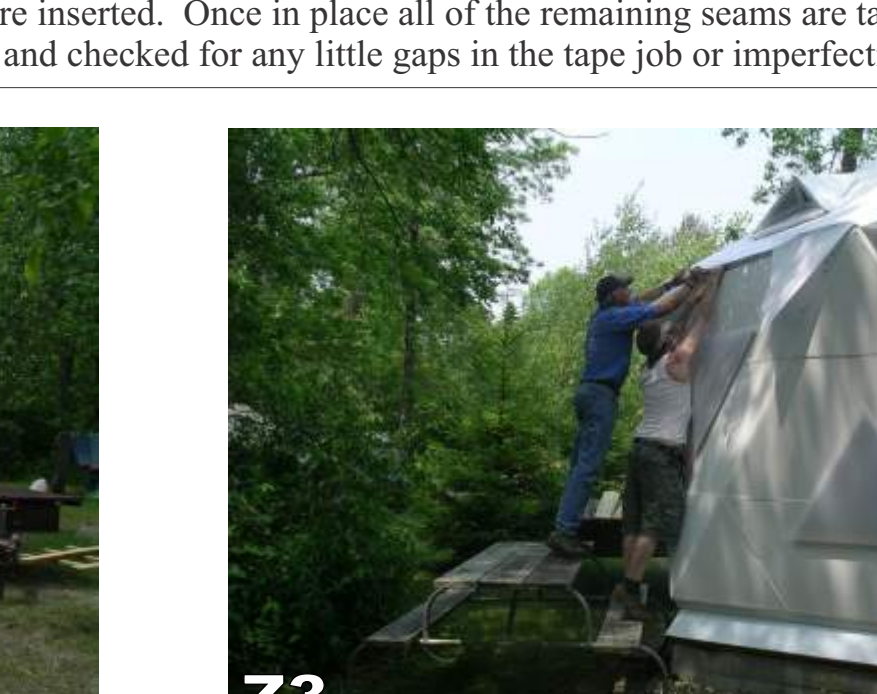 re inserted. Once in place all of the remaining seams are ta
and checked for any little gaps in the tape job or imperfect
73